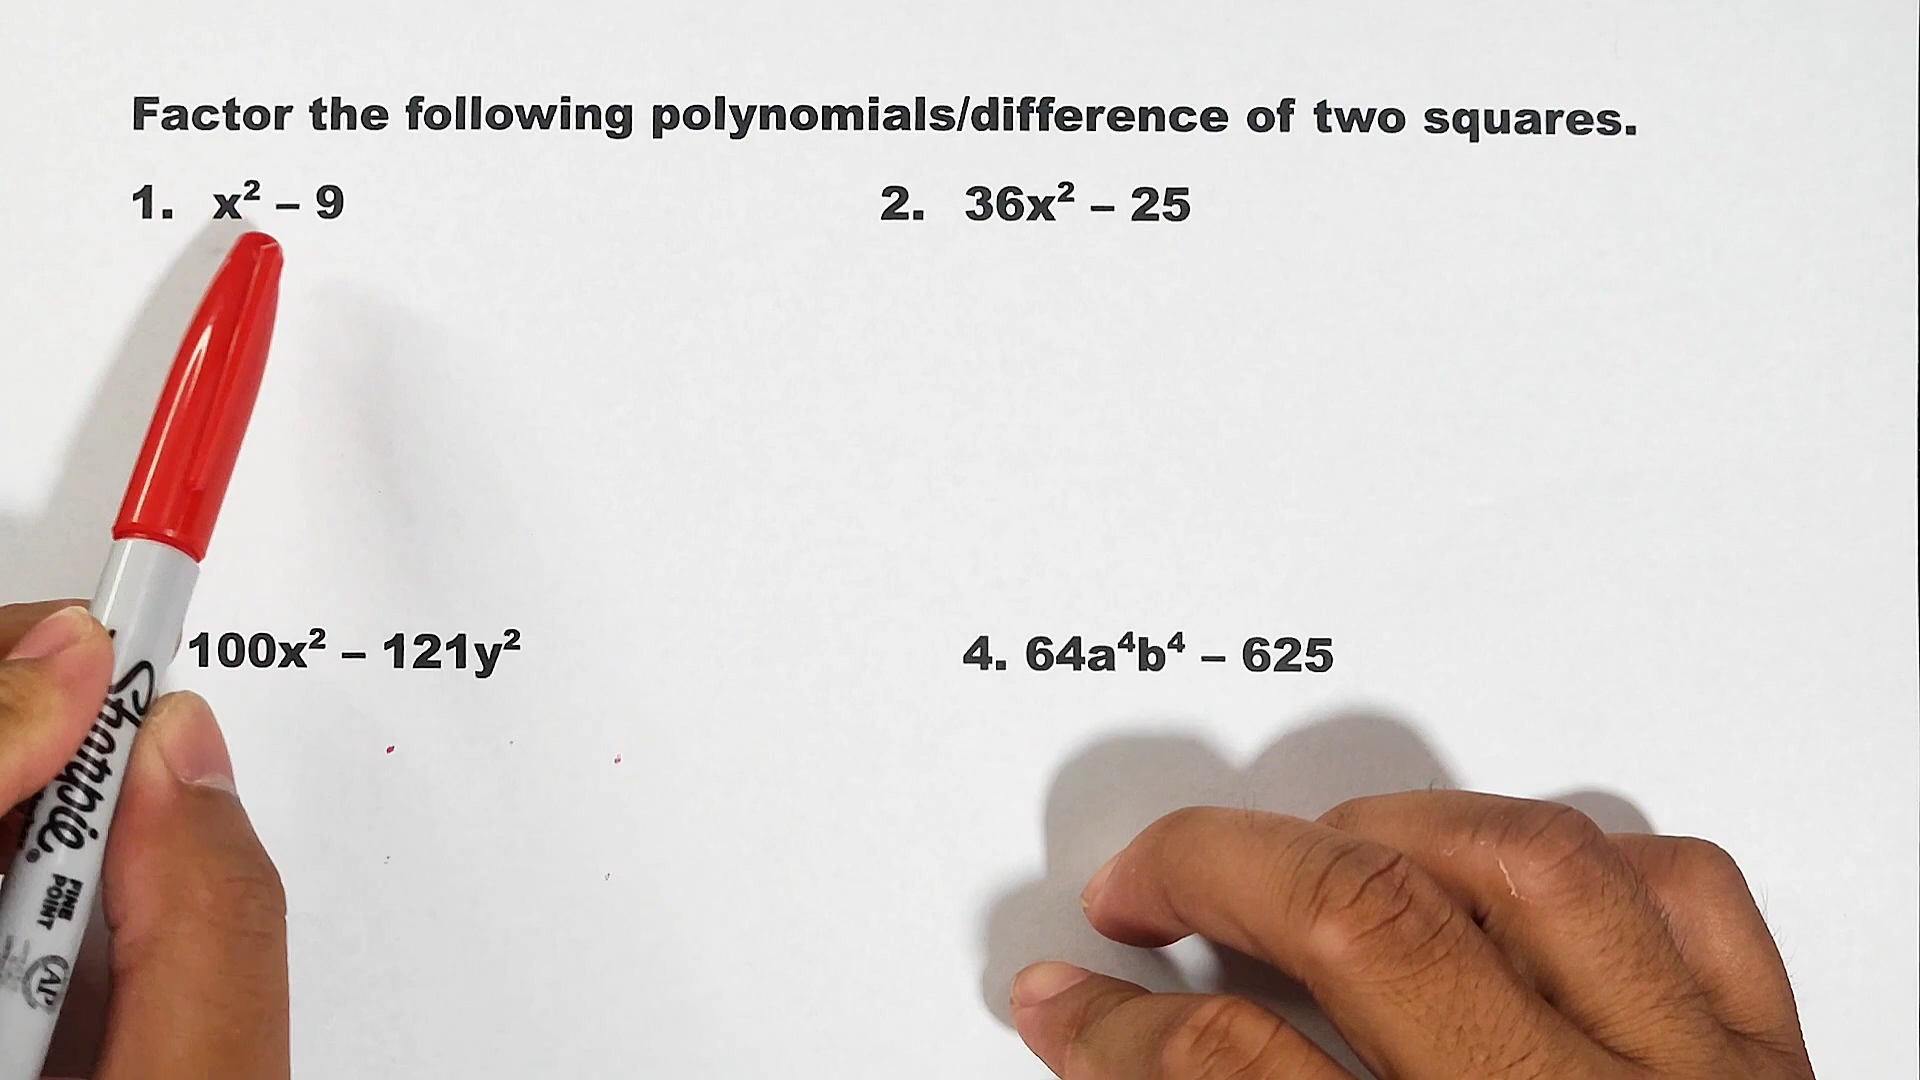 Factor the following polynomials/difference of two squares.
1. x² – 9
2. 36x² – 25
100x² – 121y²
4. 64a⁴b⁴ – 625
Sharpie®
FINE
POINT
AP